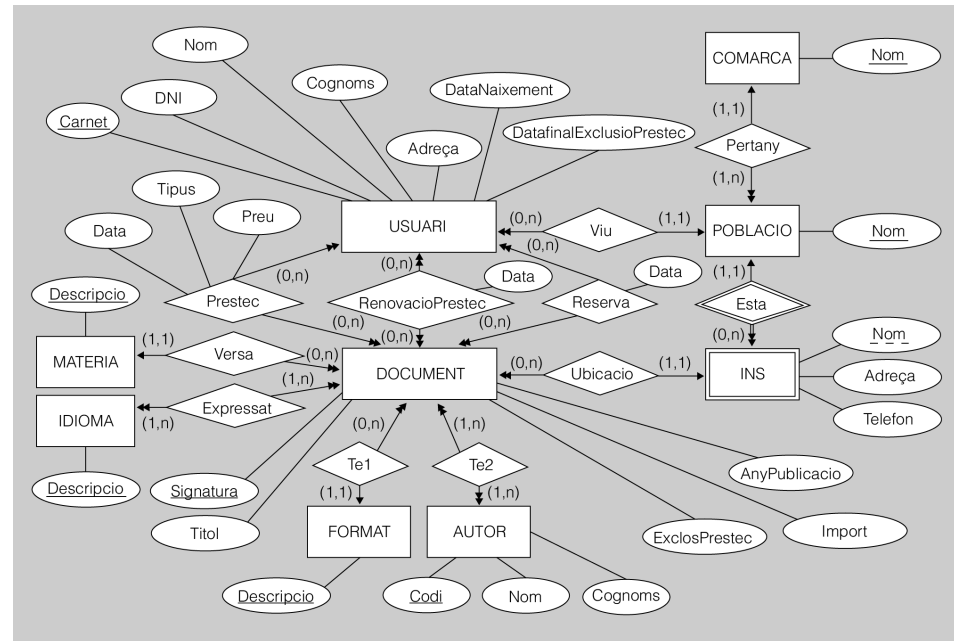 Nom
COMARCA
Nom
Cognoms
DataNaixement
DNI
(1,1)
Carnet
DatafinalExclusioPrestec
Adreça
Pertany
Tipus
(1,n)
Preu
Data
USUARI
(0,n)
Viu
(1,1)
POBLACIO
Nom
(0,n)
(0,n)
(0,n)
Data
Data
(1,1)
Descripcio
Prestec
RenovacioPrestec
Reserva
Esta
(0,n)
(0,n)
(0,n)
(0,n)
Nom
(1,1)
Versa
(0,n)
MATERIA
DOCUMENT
(0,n)
Ubicacio
(1,1)
INS
Adreça
(1,n)
IDIOMA
(1,n)
Expressat
Telefon
(0,n)
(1,n)
Te1
Te2
AnyPublicacio
Descripcio
Signatura
(1,1)
(1,n)
Titol
FORMAT
AUTOR
ExclosPrestec
Import
Descripcio
Codi
Nom
Cognoms